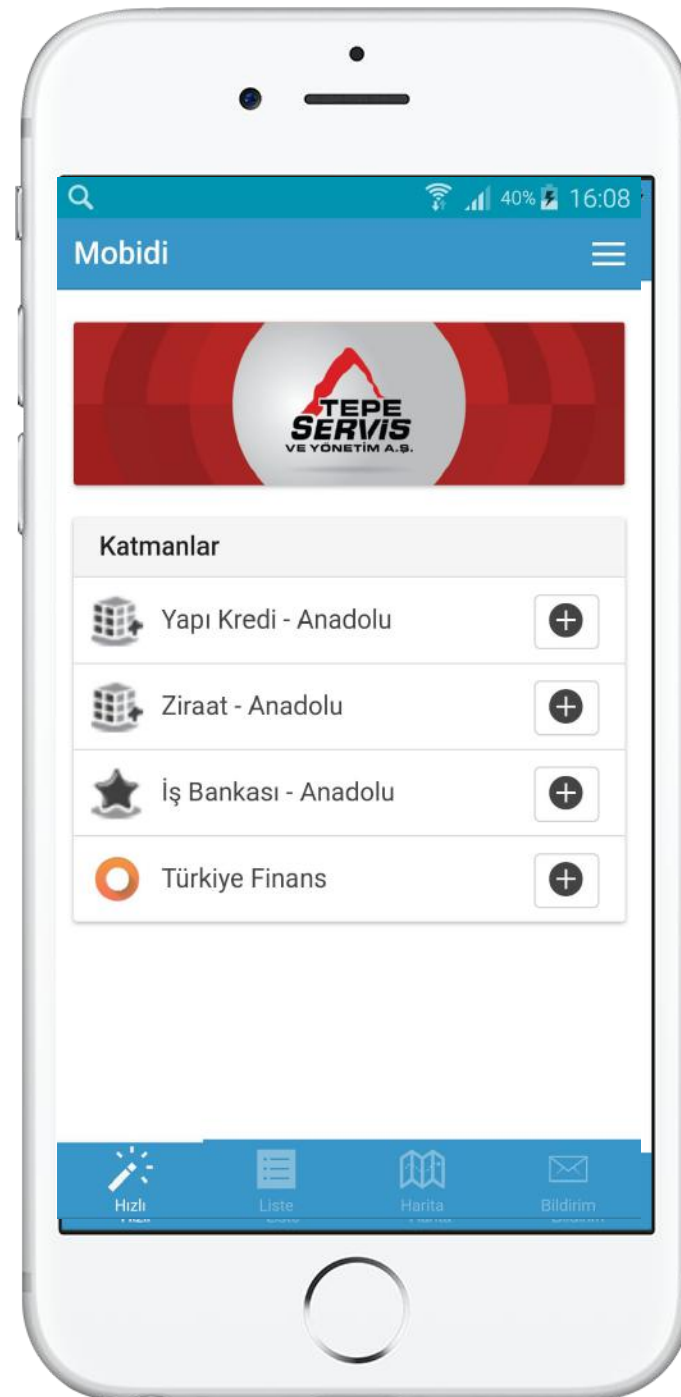 40% 16:08
Mobidi
TEPE
SERVİS
VE YÖNETİM A.Ş.
Katmanlar
Yapı Kredi - Anadolu
Ziraat - Anadolu
İş Bankası - Anadolu
Türkiye Finans
Hızlı Liste Harita Bildirim